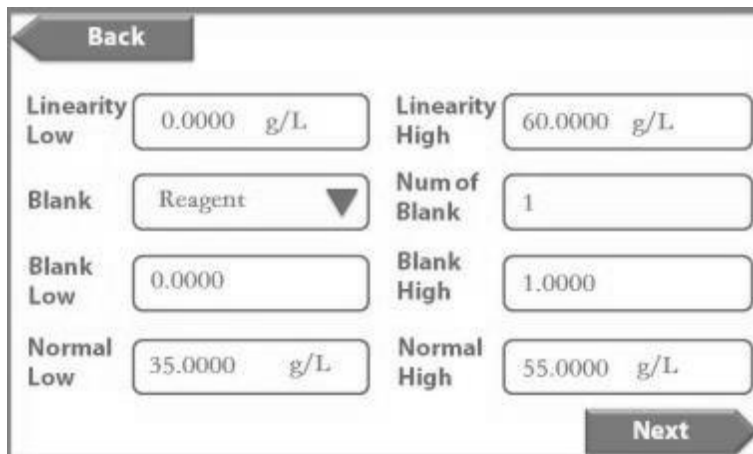 Back
Linearity Low 0.0000 g/L Linearity High 60.0000 g/L
Blank Reagent Num of Blank 1
Blank Low 0.0000 Blank High 1.0000
Normal Low 35.0000 g/L Normal High 55.0000 g/L
Next